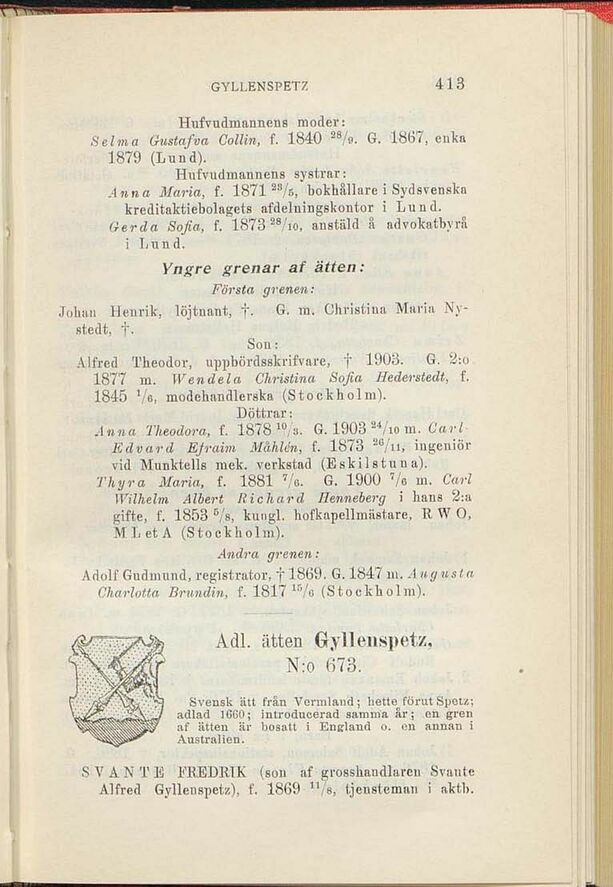 GYLLENSPETZ 413
Hufvudmannens moder:
Selma Gustafva Collin, f. 1840 28/9. G. 1867, enka
1879 (Lund).
Hufvudmannens systrar:
Anna Maria, f. 1871 23/5, bokhållare i Sydsvenska
kreditaktiebolagets afdelningskontor i Lund.
Gerda Sofia, f. 1873 28/10, anstäld å advokatbyrå
i Lund.
Yngre grenar af ätten:
Första grenen:
Johan Henrik, löjtnant, †. G. m. Christina Maria Ny-
stedt, †.
Son:
Alfred Theodor, uppbördsskrifvare, † 1903. G. 2:o
1877 m. Wendela Christina Sofia Hederstedt, f.
1845 1/6, modehandlerska (Stockholm).
Döttrar:
Anna Theodora, f. 1878 10/3. G. 1903 24/10 m. Carl
Edvard Efraim Måhlén, f. 1873 26/11, ingeniör
vid Munktells mek. verkstad (Eskilstuna).
Thyra Maria, f. 1881 7/6. G. 1900 7/6 m. Carl
Wilhelm Albert Richard Henneberg i hans 2:a
gifte, f. 1853 5/8, kungl. hofkapellmästare, R W O,
M L et A (Stockholm).
Andra grenen:
Adolf Gudmund, registrator, † 1869. G. 1847 m. Augusta
Charlotta Brundin, f. 1817 15/6 (Stockholm).
Adl. ätten Gyllenspetz,
N:o 673.
Svensk ätt från Vermland; hette förut Spetz;
adlad 1660; introducerad samma år; en gren
af ätten är bosatt i England o. en annan i
Australien.
SVANTE FREDRIK (son af grosshandlaren Svante
Alfred Gyllenspetz), f. 1869 11/8, tjensteman i aktb.